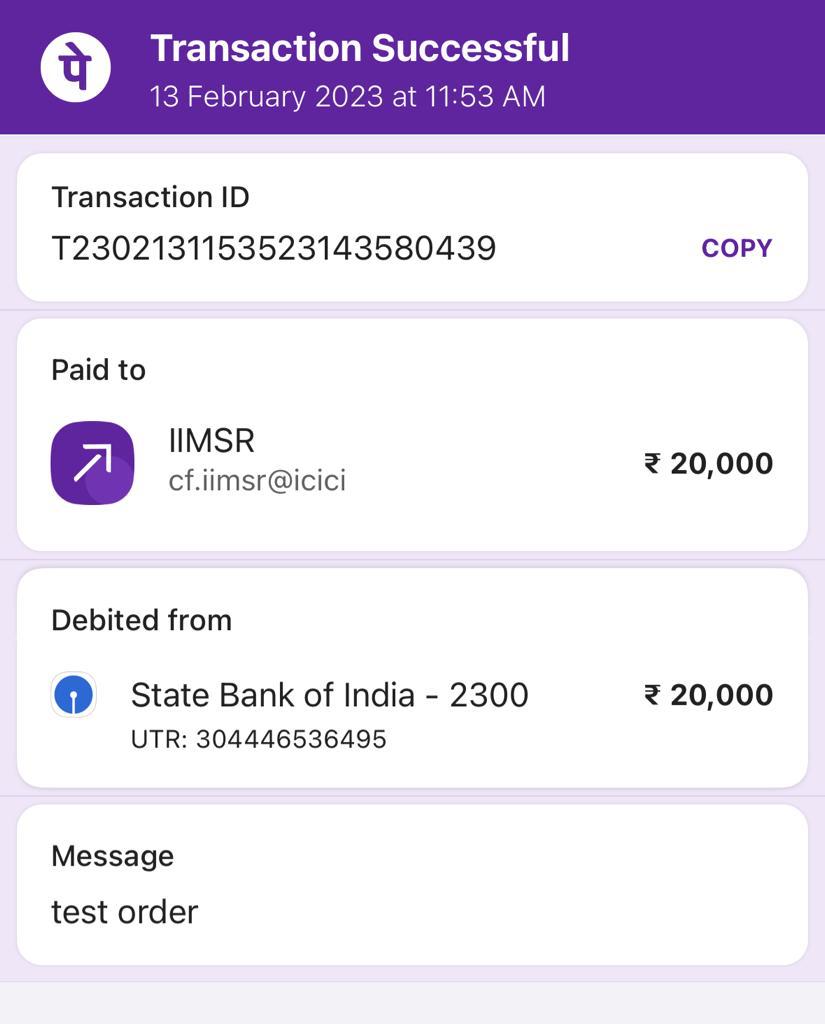 पे
Transaction Successful
13 February 2023 at 11:53 AM
Transaction ID
T2302131153523143580439
COPY
Paid to
IIMSR
cf.iimsr@icici
₹ 20,000
Debited from
State Bank of India - 2300
₹ 20,000
UTR: 304446536495
Message
test order